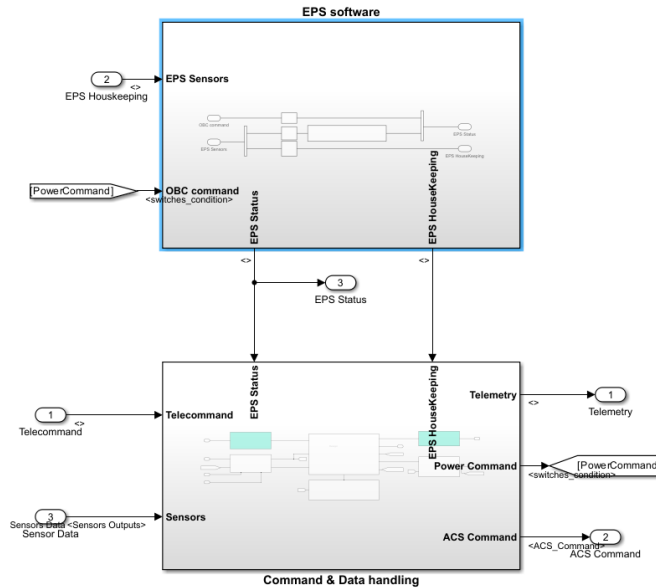 EPS software
2
EPS Houskeeping
<>
EPS Sensors
OBC command
EPS Sensors
EPS Status
EPS HouseKeeping
[PowerCommand]
OBC command
<switches_condition>
EPS Status
EPS HouseKeeping
<>
<>
3
EPS Status
EPS Status
EPS HouseKeeping
1
Telecommand
<>
Telecommand
Telemetry
<>
1
Telemetry
Power Command
<switches_condition>
[PowerCommand
3
Sensors Data <Sensors Outputs>
Sensor Data
Sensors
ACS Command
<ACS_Command>
2
ACS Command
Command & Data handling